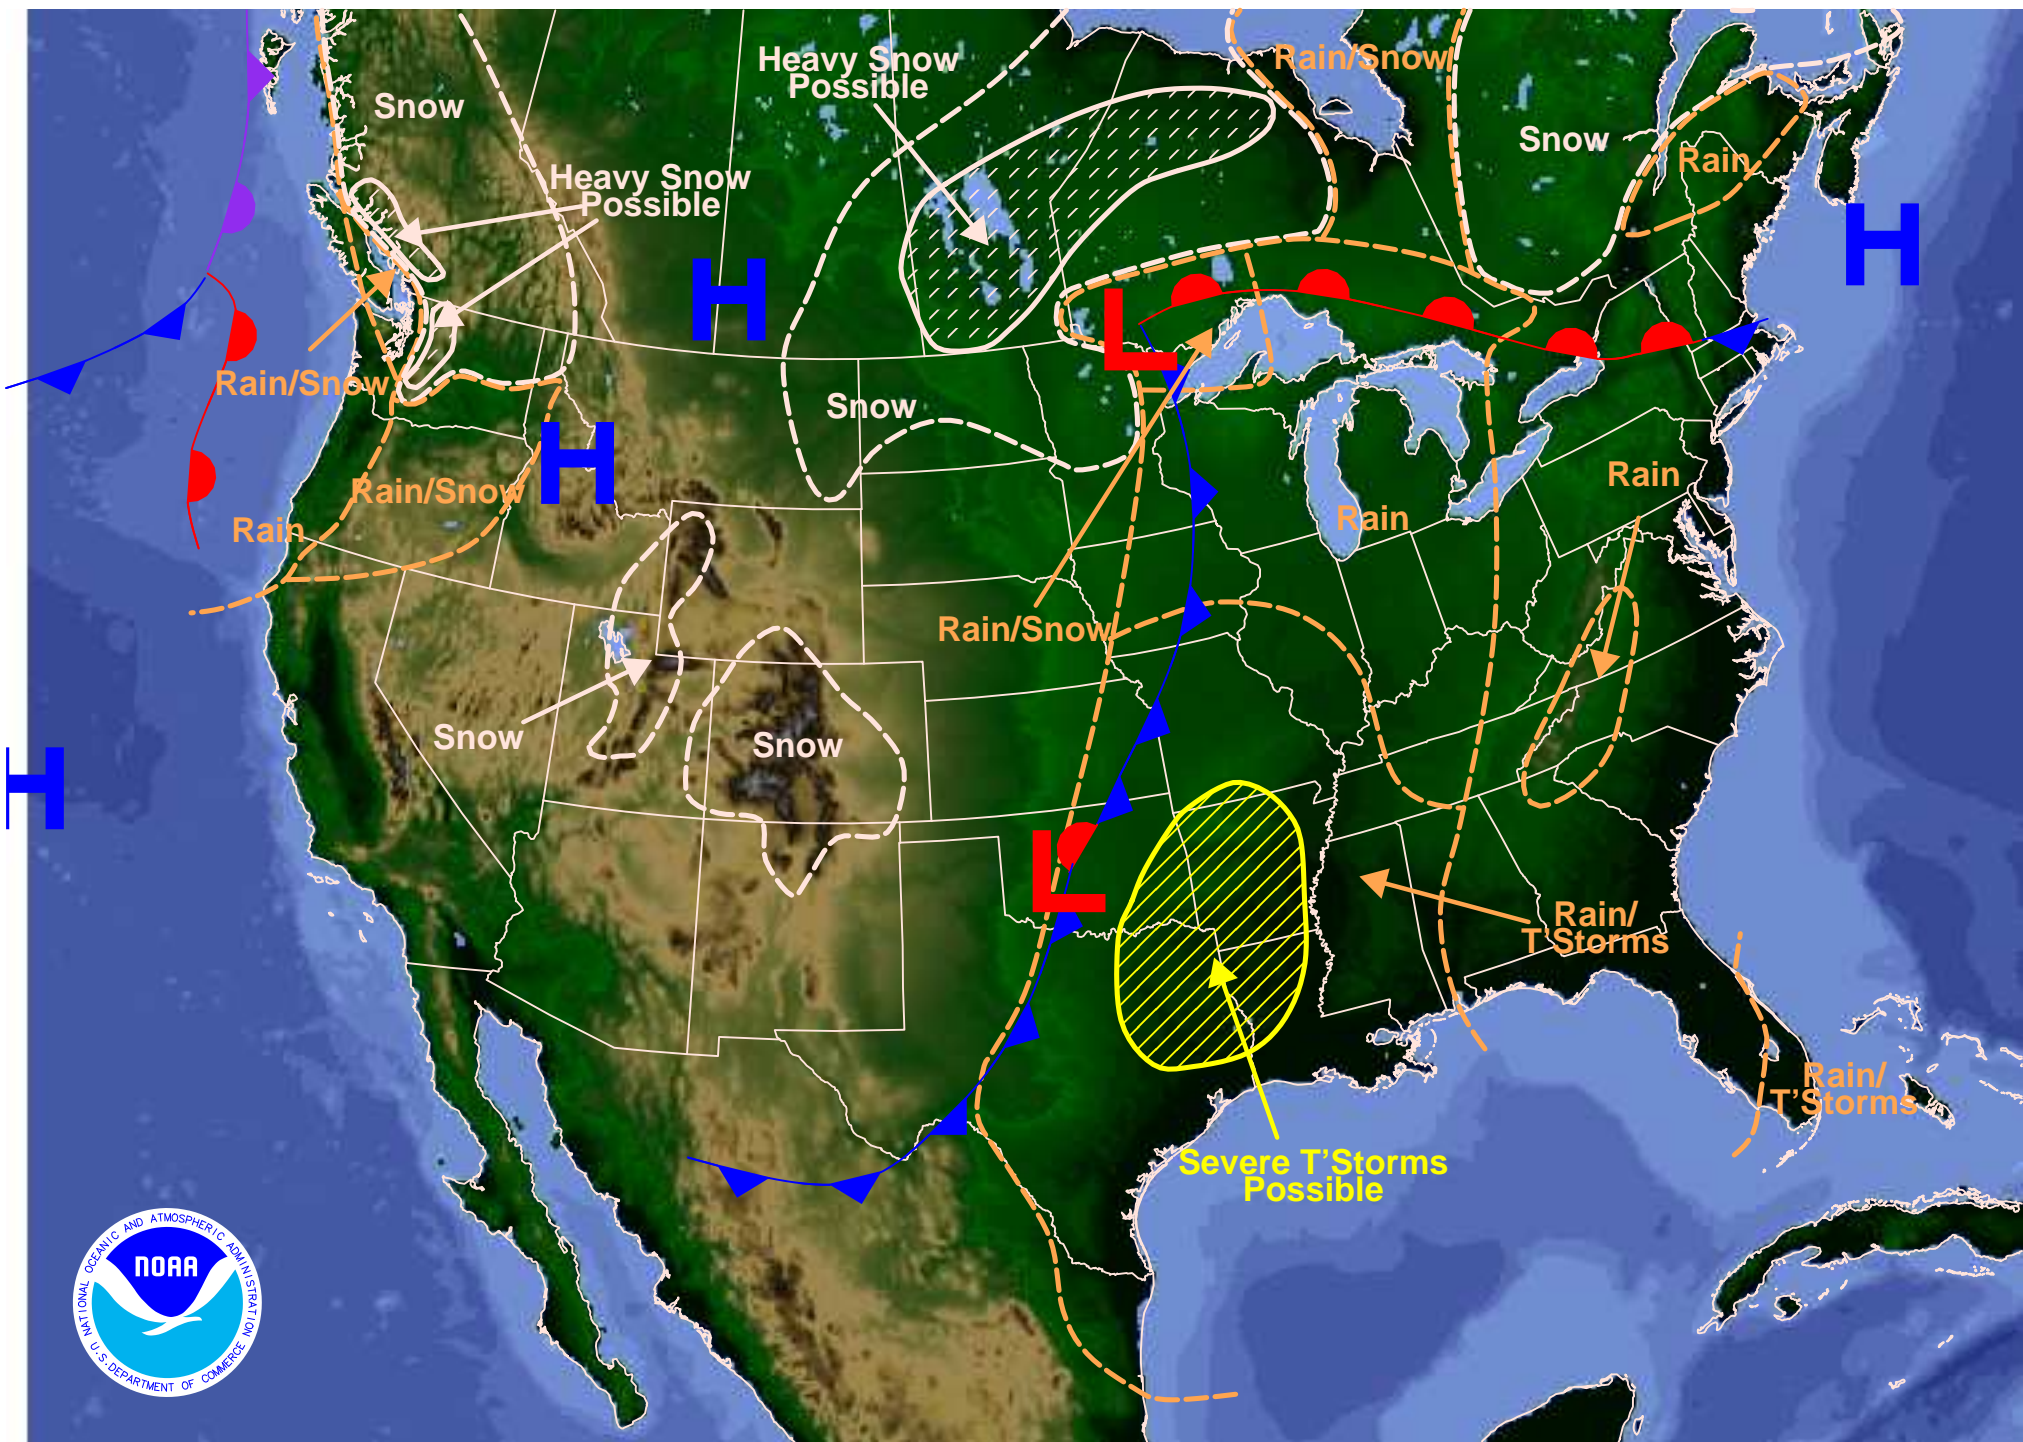 Heavy Snow
Possible
Rain/Snow
Snow
Snow
Rain
Heavy Snow
Possible
H
H
H
L
Rain/Snow
Snow
H
Rain/Snow
Rain
Rain
Rain
Rain/Snow
Snow
Snow
H
L
Rain/
T'Storms
Rain/
T'Storms
Severe T'Storms
Possible
NATIONAL OCEANIC AND ATMOSPHERIC ADMINISTRATION
NOAA
U.S. DEPARTMENT OF COMMERCE